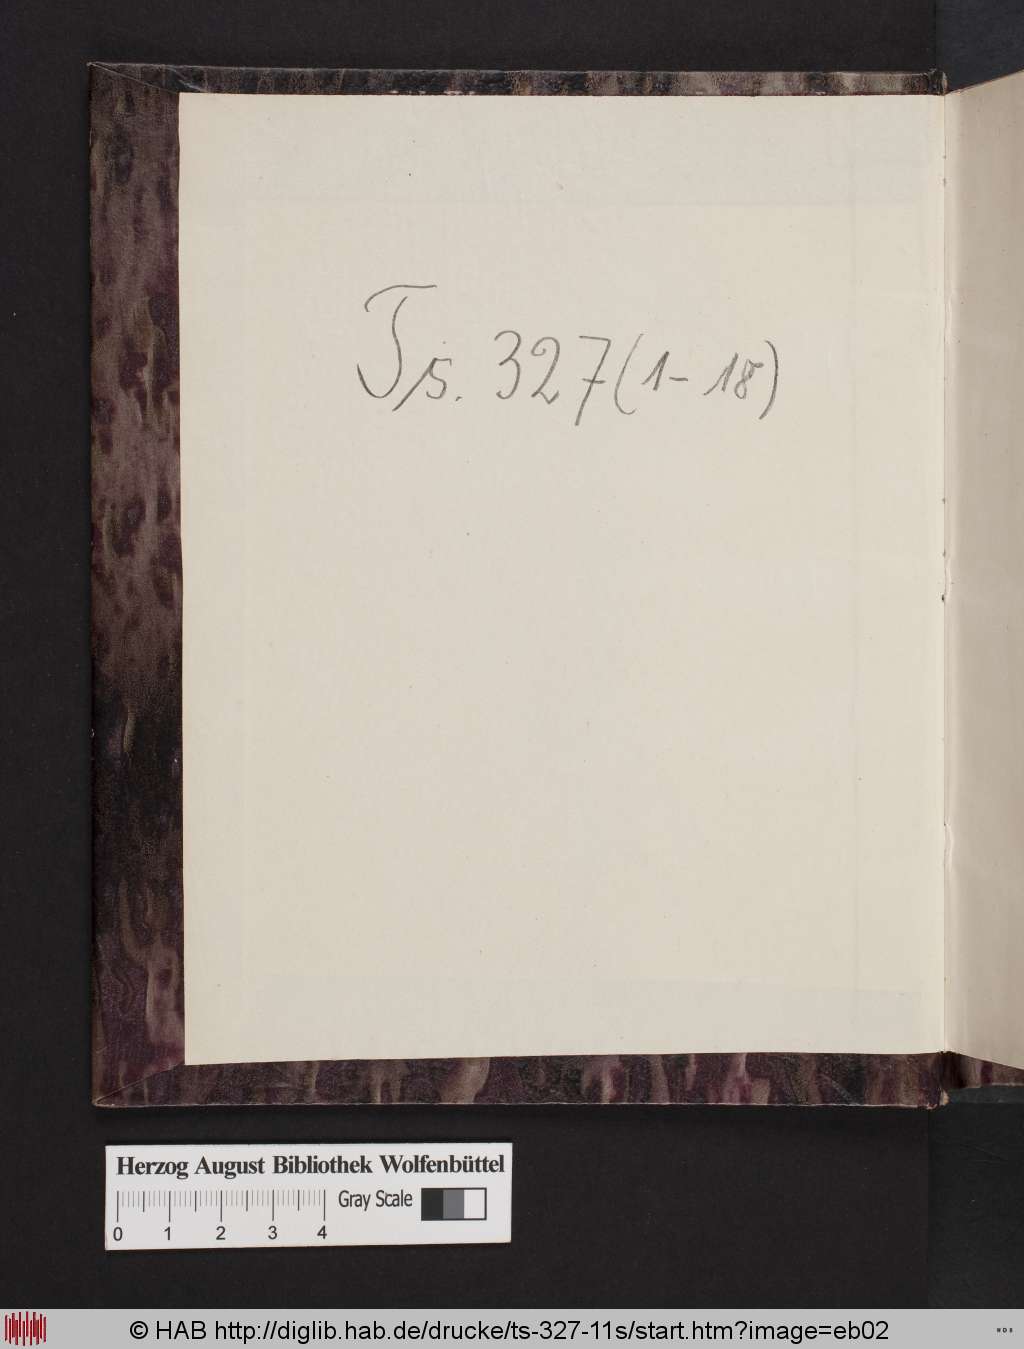 Ts. 327 (1-18)
Herzog August Bibliothek Wolfenbüttel
Gray Scale
0 1 2 3 4
© HAB http://diglib.hab.de/drucke/ts-327-11s/start.htm?image=eb02